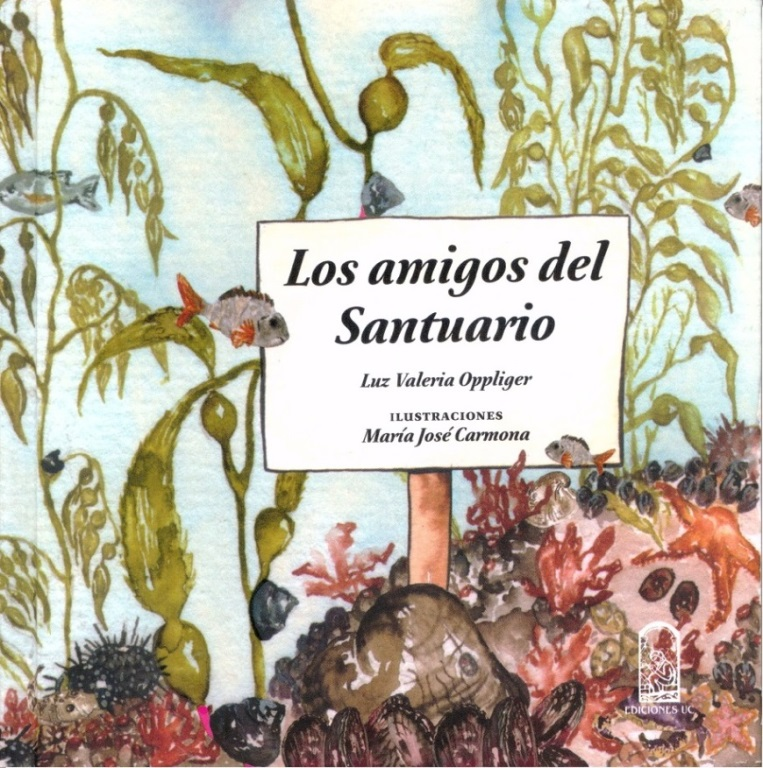 Los amigos del
Santuario
Luz Valeria Oppliger
ILUSTRACIONES
María José Carmona
EDICIONES UC